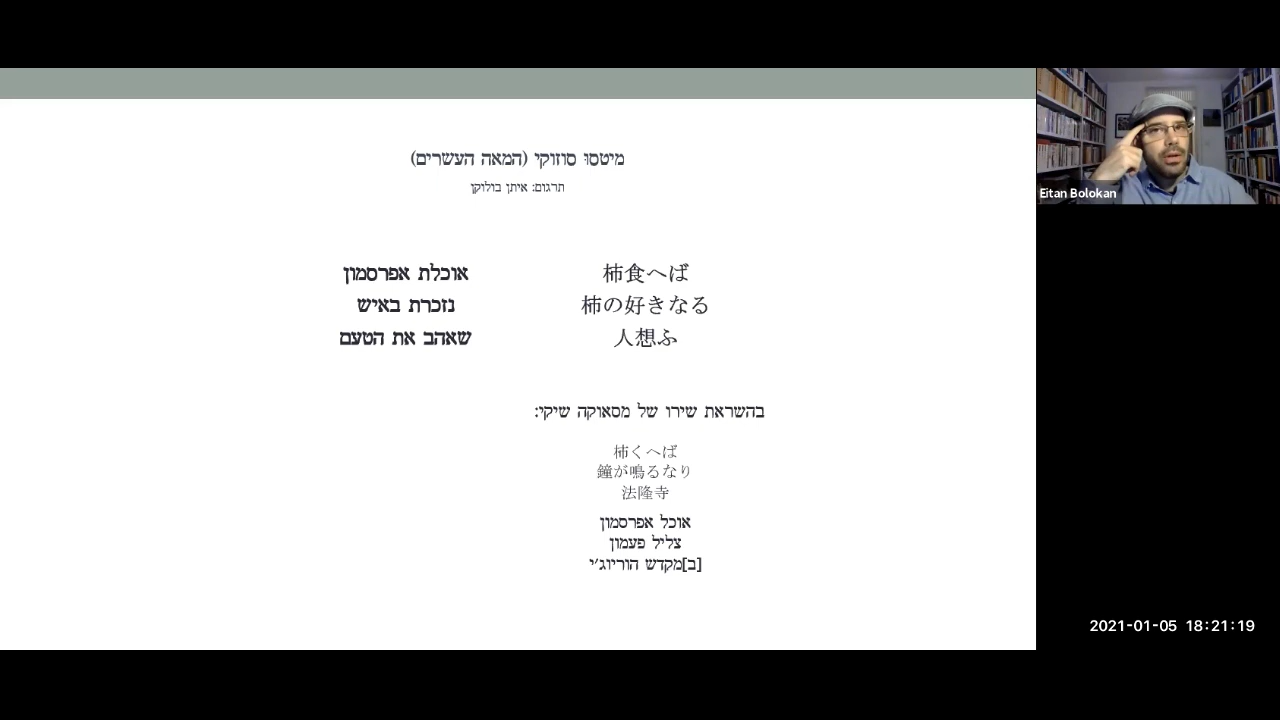 מיטסוּ סוזוקי (המאה העשרים)
תרגום: איתן בולוקן
אוכלת אפרסמון
נזכרת באיש
שאהב את הטעם
柿食へば
柿の好きなる
人想ふ
בהשראת שירו של מסאוקה שיקי:
柿くへば
鐘が鳴るなり
法隆寺
אוכל אפרסמון
צליל פעמון
[ב]מקדש הוריוג׳י
Eitan Bolokan
2021-01-05 18:21:19